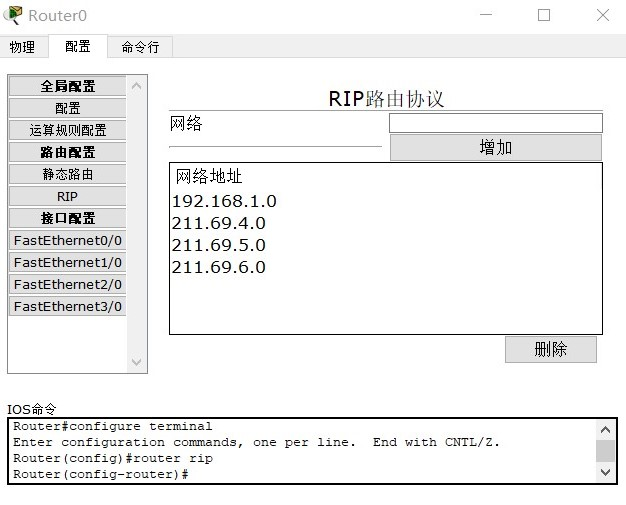 Router0
物理 配置 命令行
全局配置
配置
运算规则配置
路由配置
静态路由
RIP
接口配置
FastEthernet0/0
FastEthernet1/0
FastEthernet2/0
FastEthernet3/0
RIP路由协议
网络
增加
网络地址
192.168.1.0
211.69.4.0
211.69.5.0
211.69.6.0
删除
IOS命令
Router#configure terminal
Enter configuration commands, one per line.  End with CNTL/Z.
Router(config)#router rip
Router(config-router)#